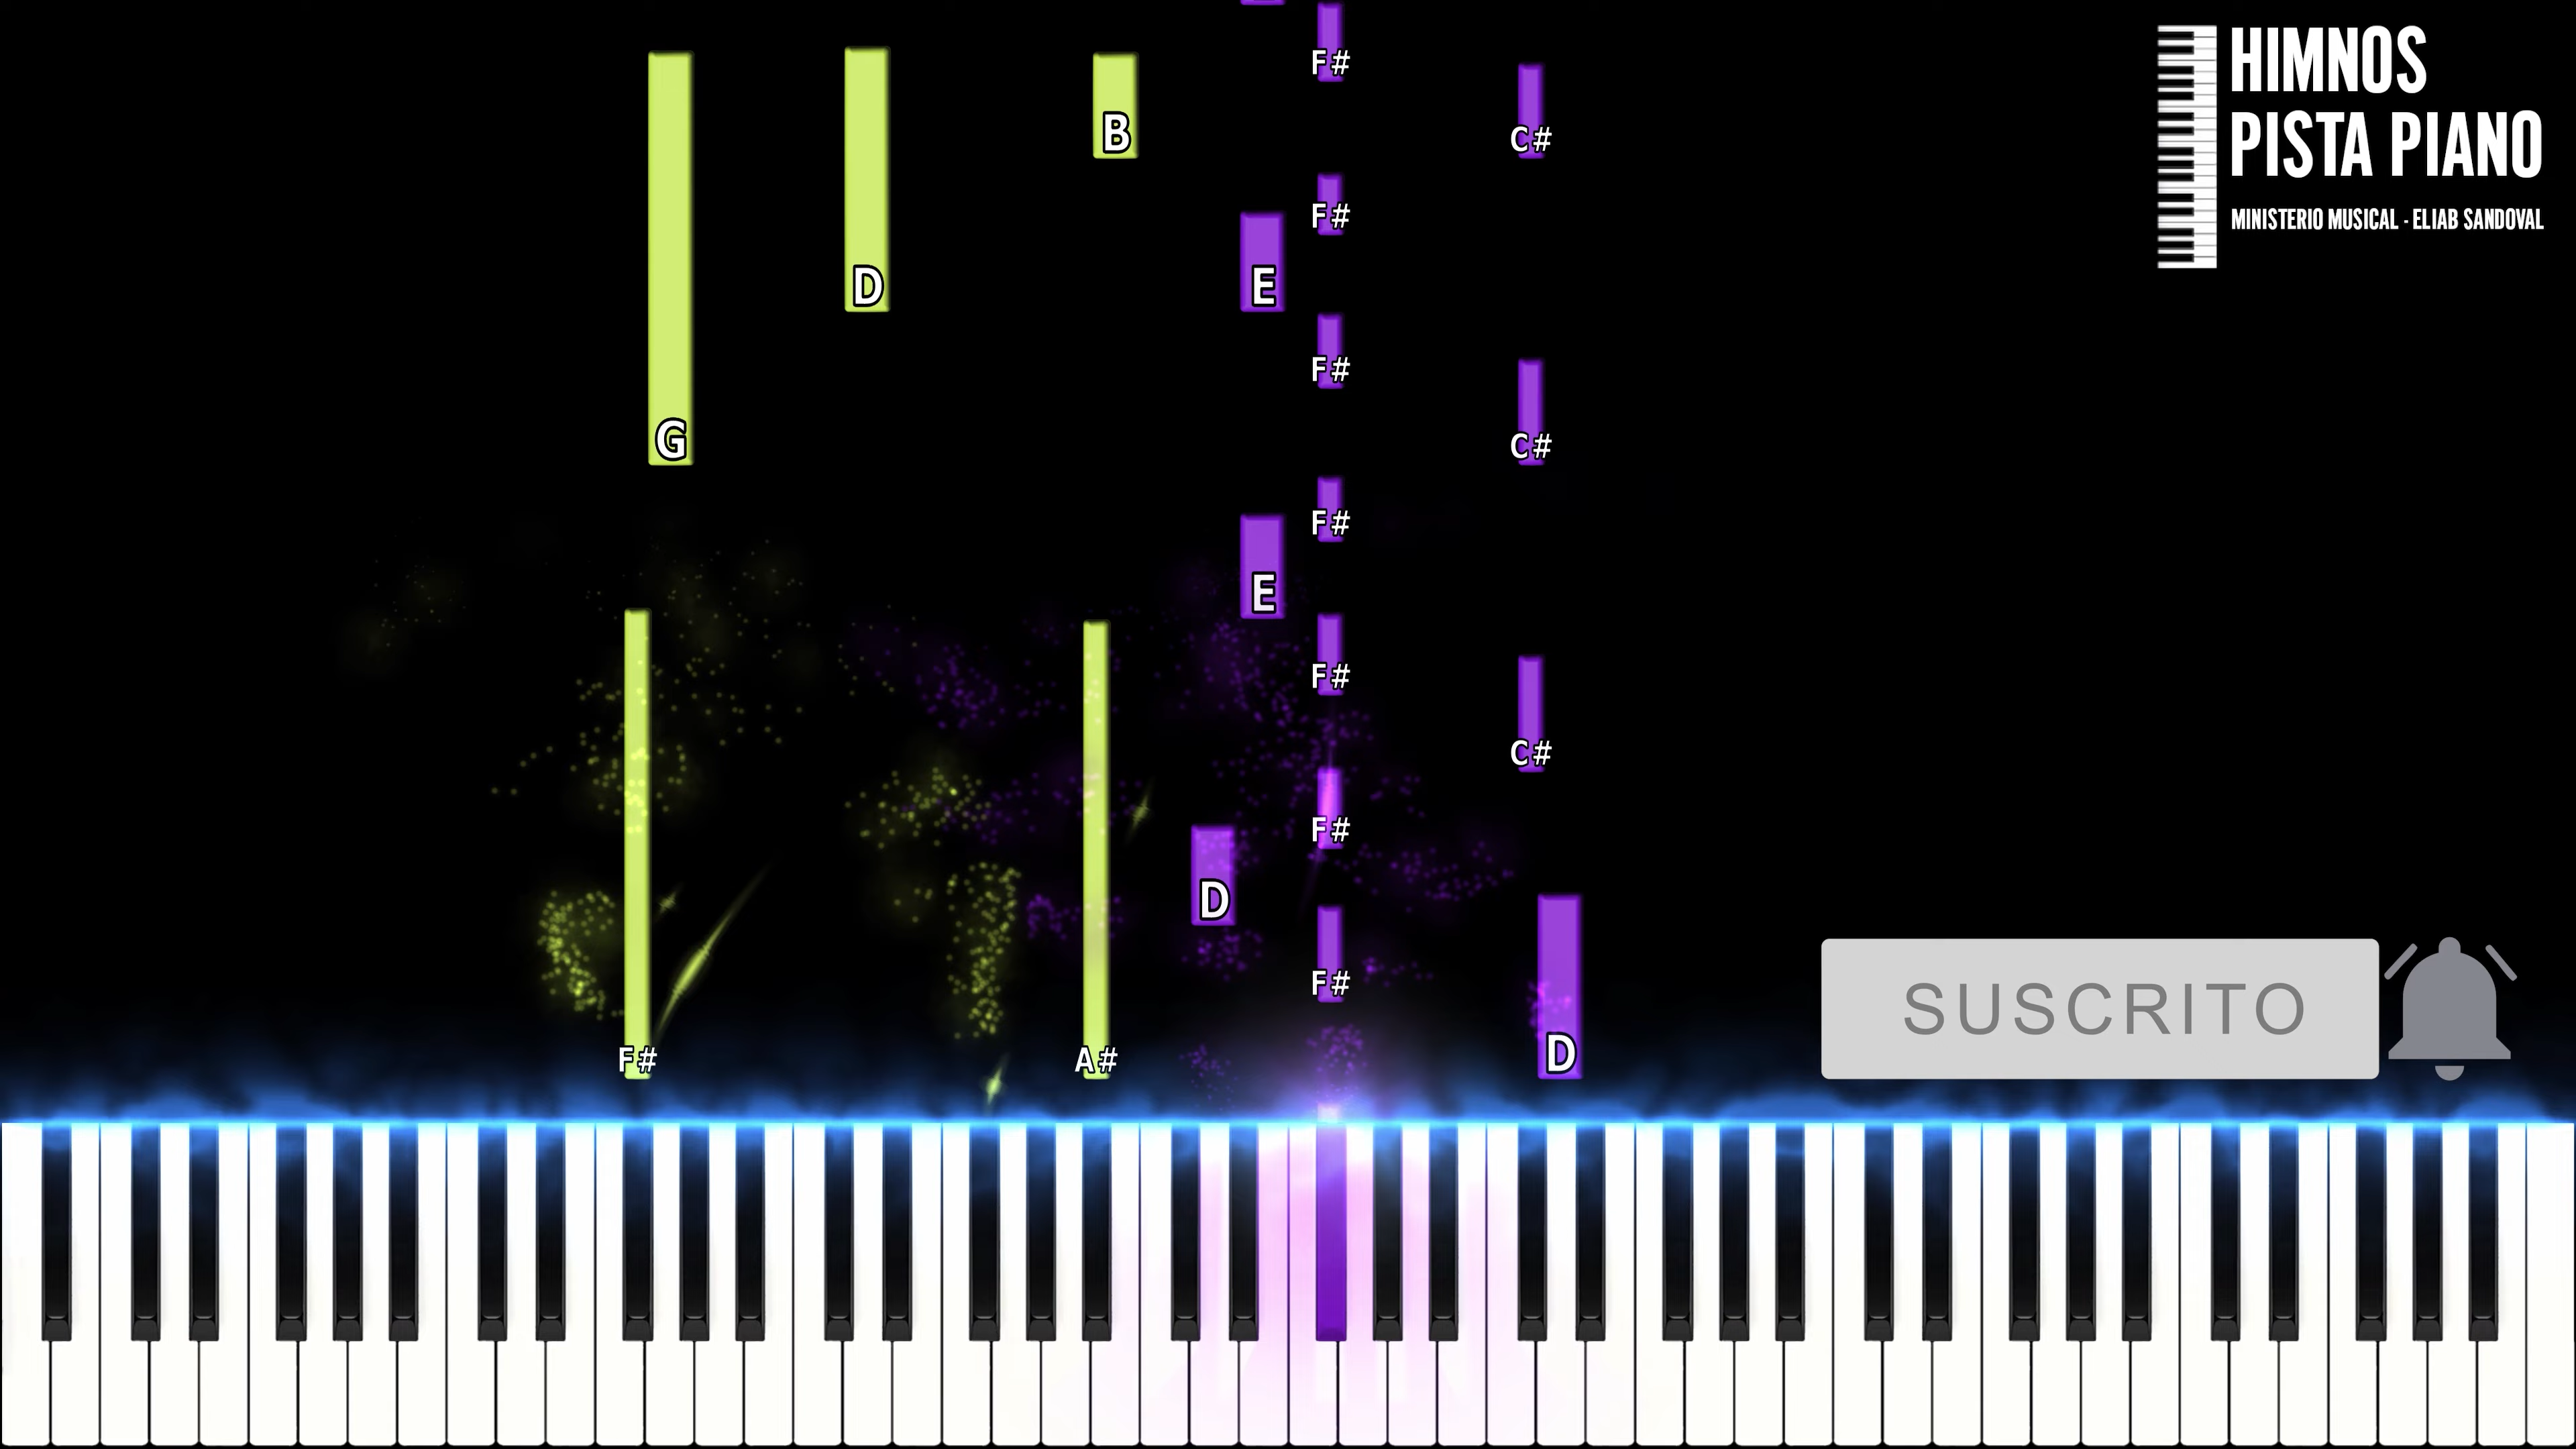 HIMNOS
PISTA PIANO
MINISTERIO MUSICAL - ELIAB SANDOVAL
F#
B
C#
F#
D
E
F#
G
C#
F#
E
F#
C#
F#
D
F#
F#
A#
D
SUSCRITO